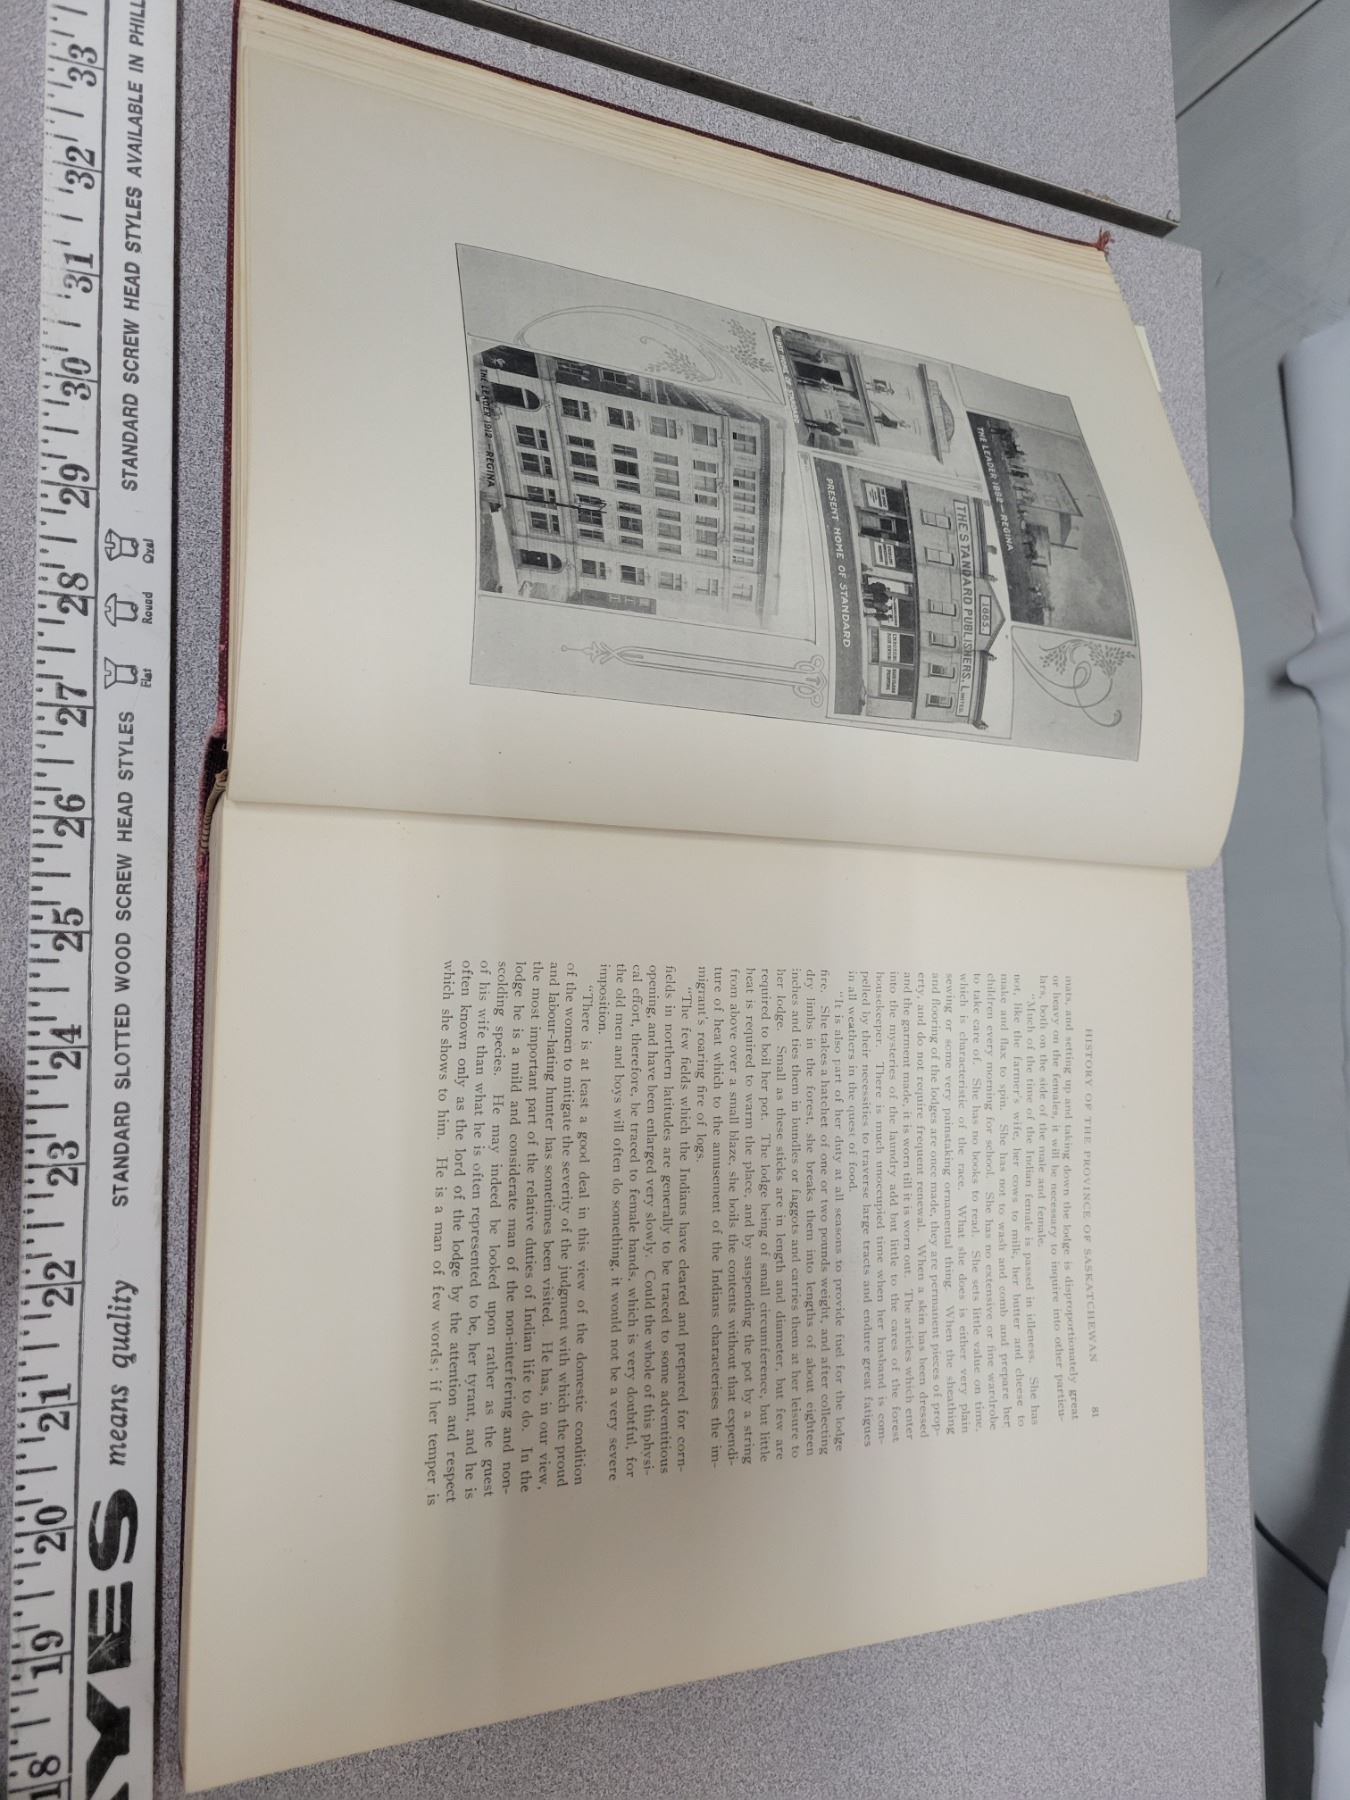 THE LEADER 1882—REGINA
THE STANDARD PUBLISHERS, LIMITED.
1885.
PRESENT HOME OF STANDARD
THE LEADER 1912—REGINA
HISTORY OF THE PROVINCE OF SASKATCHEWAN 81
mats, and setting up and taking down the lodge is disproportionately great
or heavy on the females, it will be necessary to inquire into other particu-
lars, both on the side of the male and female.
"Much of the time of the Indian female is passed in idleness. She has
not, like the farmer's wife, her cows to milk, her butter and cheese to
make and flax to spin. She has not to wash and comb and prepare her
children every morning for school. She has no extensive or fine wardrobe
to take care of. She has no books to read. She sets little value on time,
which is characteristic of the race. What she does is either very plain
sewing or some very painstaking ornamental thing. When the sheathing
and flooring of the lodges are once made, they are permanent pieces of prop-
erty, and do not require frequent renewal. When a skin has been dressed
and the garment made, it is worn till it is worn out. The articles which enter
into the mysteries of the laundry add but little to the cares of the forest
housekeeper. There is much unoccupied time when her husband is com-
pelled by their necessities to traverse large tracts and endure great fatigues
in all weathers in the quest of food.
"It is also part of her duty at all seasons to provide fuel for the lodge
fire. She takes a hatchet of one or two pounds weight, and after collecting
dry limbs in the forest, she breaks them into lengths of about eighteen
inches and ties them in bundles or faggots and carries them at her leisure to
her lodge. Small as these sticks are in length and diameter, but few are
required to boil her pot. The lodge being of small circumference, but little
heat is required to warm the place, and by suspending the pot by a string
from above over a small blaze, she boils the contents without that expendi-
ture of heat which to the amusement of the Indians characterises the im-
migrant's roaring fire of logs.
"The few fields which the Indians have cleared and prepared for corn-
fields in northern latitudes are generally to be traced to some adventitious
opening, and have been enlarged very slowly. Could the whole of this physi-
cal effort, therefore, be traced to female hands, which is very doubtful, for
the old men and boys will often do something, it would not be a very severe
imposition.
"There is at least a good deal in this view of the domestic condition
of the women to mitigate the severity of the judgment with which the proud
and labour-hating hunter has sometimes been visited. He has, in our view,
the most important part of the relative duties of Indian life to do. In the
lodge he is a mild and considerate man of the non-interfering and non-
scolding species. He may indeed be looked upon rather as the guest
of his wife than what he is often represented to be, her tyrant, and he is
often known only as the lord of the lodge by the attention and respect
which she shows to him. He is a man of few words; if her temper is
YES means quality STANDARD SLOTTED WOOD SCREW HEAD STYLES Flat Round Oval STANDARD SCREW HEAD STYLES AVAILABLE IN PHILL
18 19 20 21 22 23 24 25 26 27 28 29 30 31 32 33